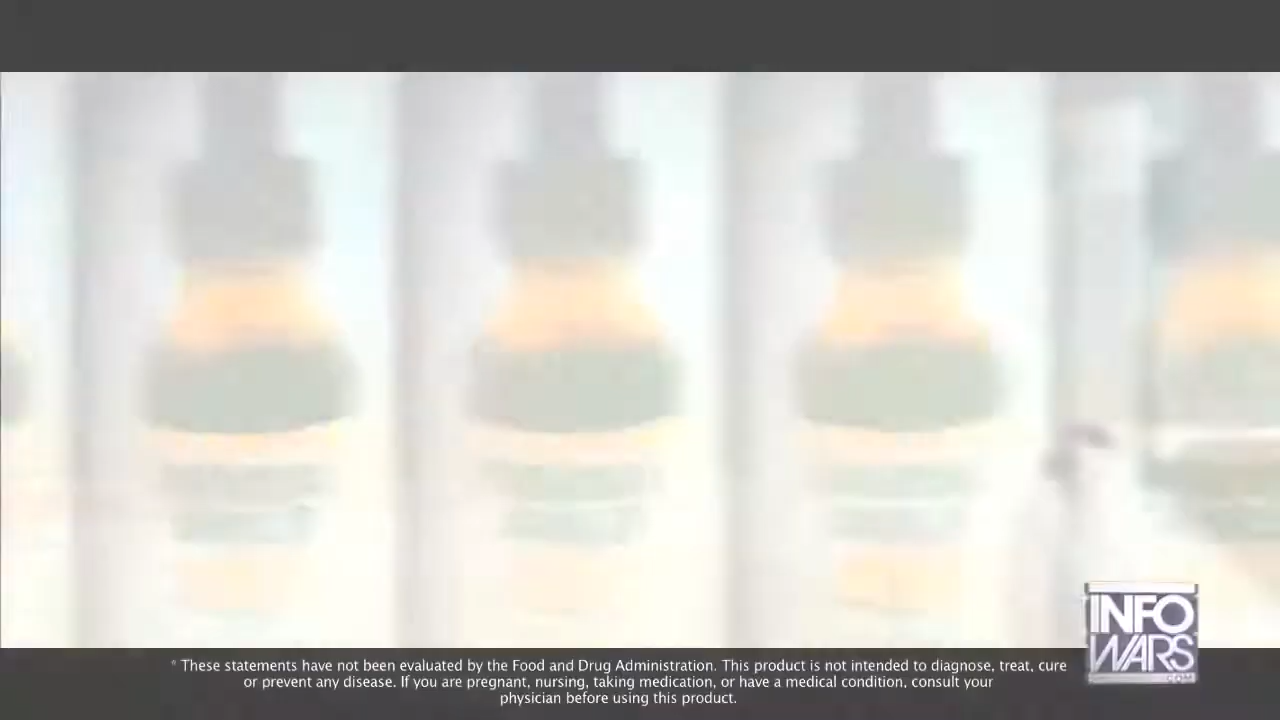 INFO
WARS
.COM
* These statements have not been evaluated by the Food and Drug Administration. This product is not intended to diagnose, treat, cure
or prevent any disease. If you are pregnant, nursing, taking medication, or have a medical condition, consult your
physician before using this product.